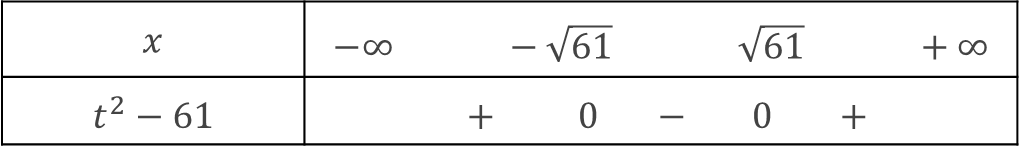 x −∞ −√61 √61 +∞
t² − 61 + 0 − 0 +